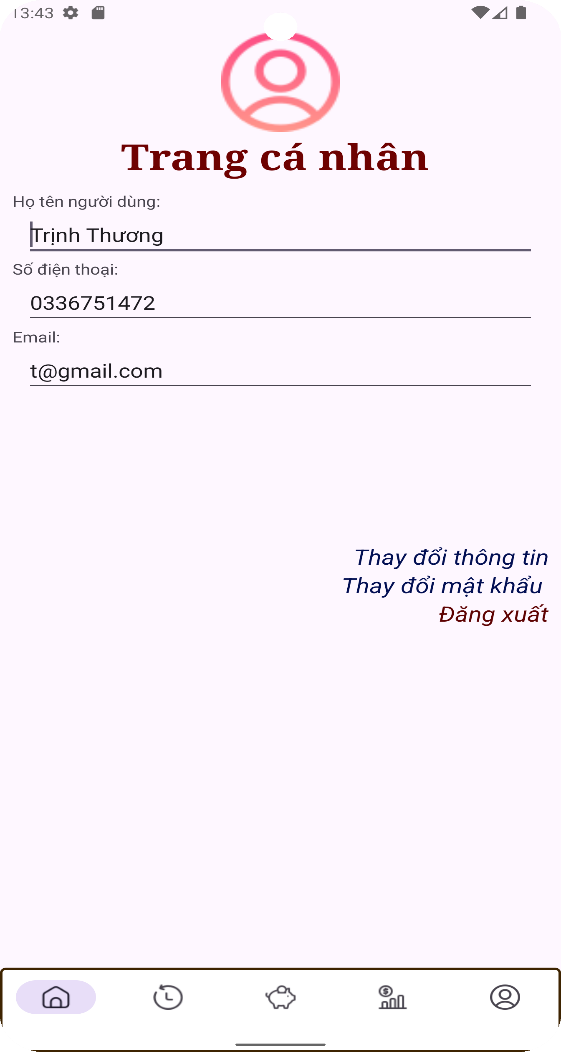 13:43
Trang cá nhân
Họ tên người dùng:
Trịnh Thương
Số điện thoại:
0336751472
Email:
t@gmail.com
Thay đổi thông tin
Thay đổi mật khẩu
Đăng xuất